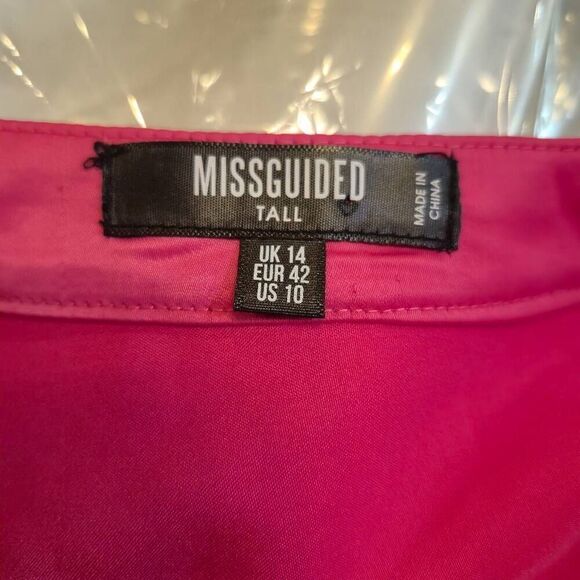 MISSGUIDED
TALL
MADE IN
CHINA
UK 14
EUR 42
US 10